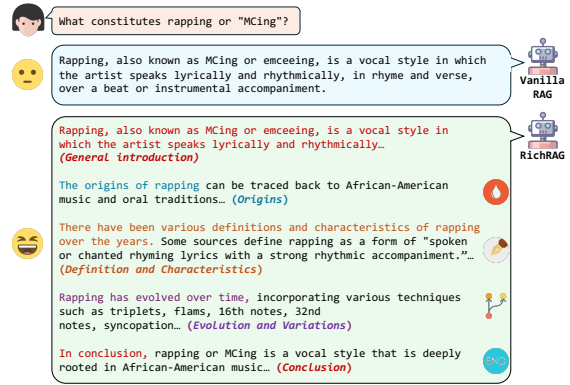 What constitutes rapping or "MCing"?
Rapping, also known as MCing or emceeing, is a vocal style in which
the artist speaks lyrically and rhythmically, in rhyme and verse,
over a beat or instrumental accompaniment.
Vanilla
RAG
Rapping, also known as MCing or emceeing, is a vocal style in
which the artist speaks lyrically and rhythmically…
(General introduction)
RichRAG
The origins of rapping can be traced back to African-American
music and oral traditions… (Origins)
There have been various definitions and characteristics of rapping
over the years. Some sources define rapping as a form of "spoken
or chanted rhyming lyrics with a strong rhythmic accompaniment.”…
(Definition and Characteristics)
Rapping has evolved over time, incorporating various techniques
such as triplets, flams, 16th notes, 32nd
notes, syncopation… (Evolution and Variations)
In conclusion, rapping or MCing is a vocal style that is deeply
rooted in African-American music… (Conclusion)
END